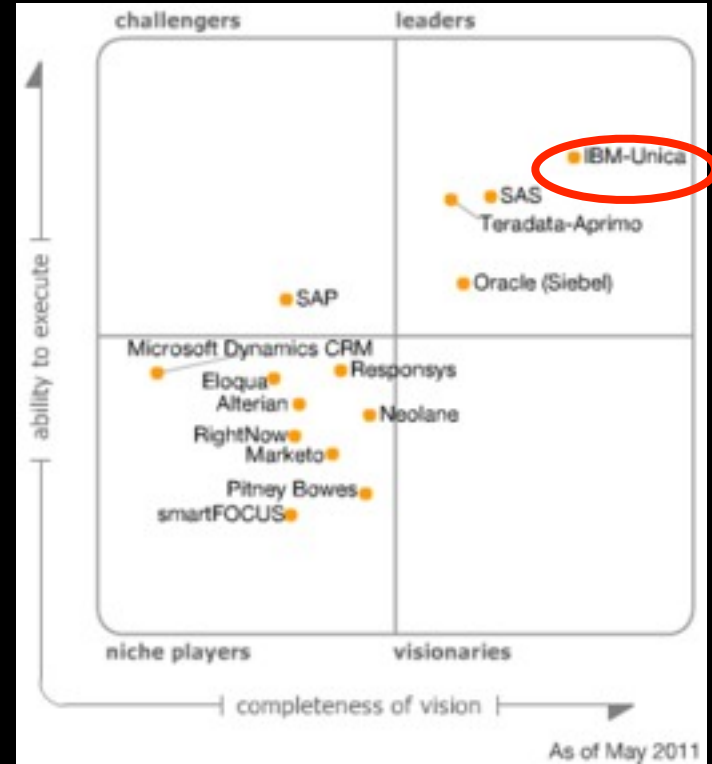 challengers
leaders
IBM-Unica
SAS
Teradata-Aprimo
Oracle (Siebel)
SAP
ability to execute
Microsoft Dynamics CRM
Responsys
Eloqua
Alterian
Neolane
RightNow
Marketo
Pitney Bowes
smartFOCUS
niche players
visionaries
completeness of vision
As of May 2011